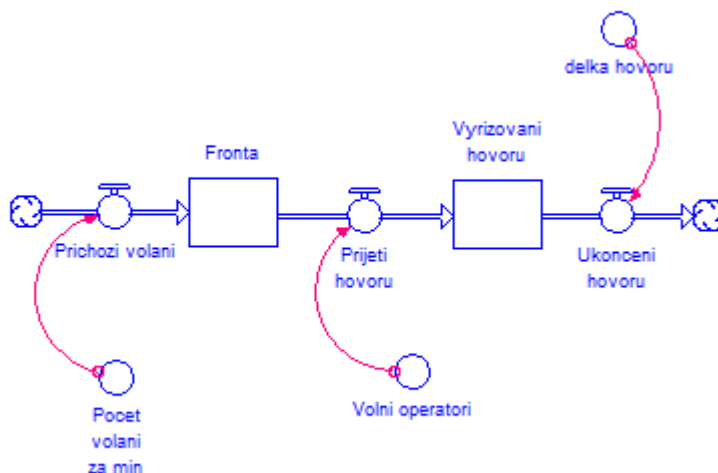 delka hovoru
Vyrizovani
hovoru
Fronta
Prichozi volani
Prijeti
hovoru
Ukonceni
hovoru
Pocet
volani
za min
Volni operatori